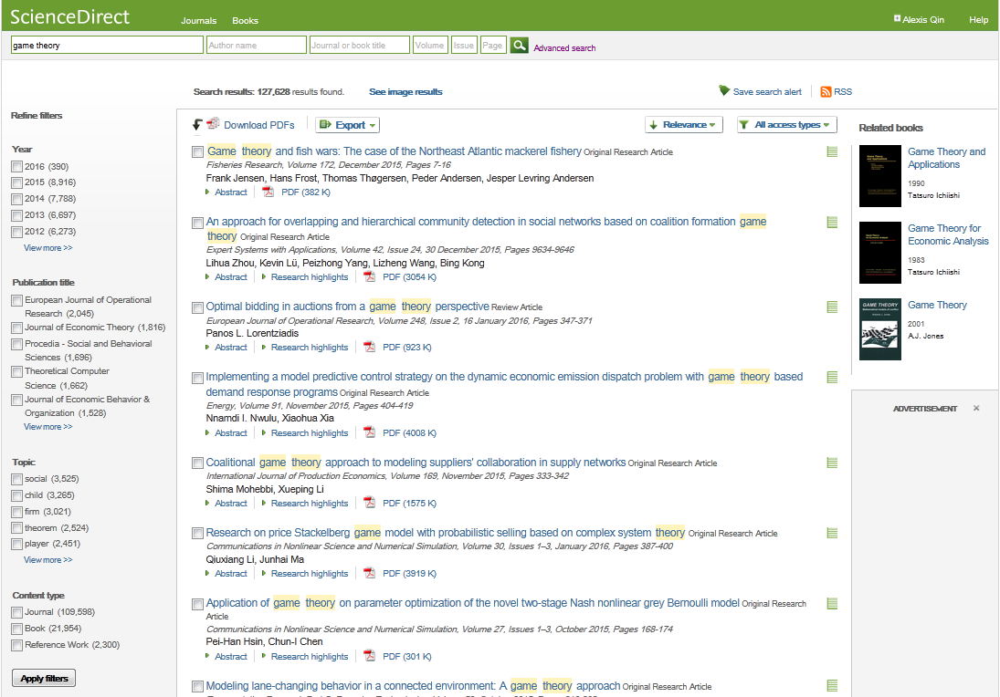 ScienceDirect
Journals Books
Alexis Qin Help
game theory Author name Journal or book title Volume Issue Page Advanced search
Search results: 127,628 results found. See image results
Save search alert RSS
Refine filters
Year
2016 (390)
2015 (8,916)
2014 (7,788)
2013 (6,697)
2012 (6,273)
View more >>
Publication title
European Journal of Operational
Research (2,045)
Journal of Economic Theory (1,816)
Procedia - Social and Behavioral
Sciences (1,696)
Theoretical Computer
Science (1,662)
Journal of Economic Behavior &
Organization (1,528)
View more >>
Topic
social (3,525)
child (3,265)
firm (3,021)
theorem (2,524)
player (2,451)
View more >>
Content type
Journal (109,598)
Book (21,954)
Reference Work (2,300)
Apply filters
Download PDFs Export Relevance All access types
Game theory and fish wars: The case of the Northeast Atlantic mackerel fishery Original Research Article
Fisheries Research, Volume 172, December 2015, Pages 7-16
Frank Jensen, Hans Frost, Thomas Thøgersen, Peder Andersen, Jesper Levring Andersen
Abstract PDF (382 K)
An approach for overlapping and hierarchical community detection in social networks based on coalition formation game
theory Original Research Article
Expert Systems with Applications, Volume 42, Issue 24, 30 December 2015, Pages 9634-9646
Lihua Zhou, Kevin Lü, Peizhong Yang, Lizheng Wang, Bing Kong
Abstract Research highlights PDF (3054 K)
Optimal bidding in auctions from a game theory perspective Review Article
European Journal of Operational Research, Volume 248, Issue 2, 16 January 2016, Pages 347-371
Panos L. Lorentziadis
Abstract Research highlights PDF (923 K)
Implementing a model predictive control strategy on the dynamic economic emission dispatch problem with game theory based
demand response programs Original Research Article
Energy, Volume 91, November 2015, Pages 404-419
Nnamdi I. Nwulu, Xiaohua Xia
Abstract Research highlights PDF (4008 K)
Coalitional game theory approach to modeling suppliers' collaboration in supply networks Original Research Article
International Journal of Production Economics, Volume 169, November 2015, Pages 333-342
Shima Mohebbi, Xueping Li
Abstract Research highlights PDF (1575 K)
Research on price Stackelberg game model with probabilistic selling based on complex system theory Original Research Article
Communications in Nonlinear Science and Numerical Simulation, Volume 30, Issues 1–3, January 2016, Pages 387-400
Qiuxiang Li, Junhai Ma
Abstract Research highlights PDF (3919 K)
Application of game theory on parameter optimization of the novel two-stage Nash nonlinear grey Bernoulli model Original Research
Article
Communications in Nonlinear Science and Numerical Simulation, Volume 27, Issues 1–3, October 2015, Pages 168-174
Pei-Han Hsin, Chun-I Chen
Abstract Research highlights PDF (301 K)
Modeling lane-changing behavior in a connected environment: A game theory approach Original Research Article
Related books
Game Theory and
Applications
1990
Tatsuro Ichiishi
Game Theory for
Economic Analysis
1983
Tatsuro Ichiishi
GAME THEORY
Game Theory
2001
A.J. Jones
ADVERTISEMENT ×